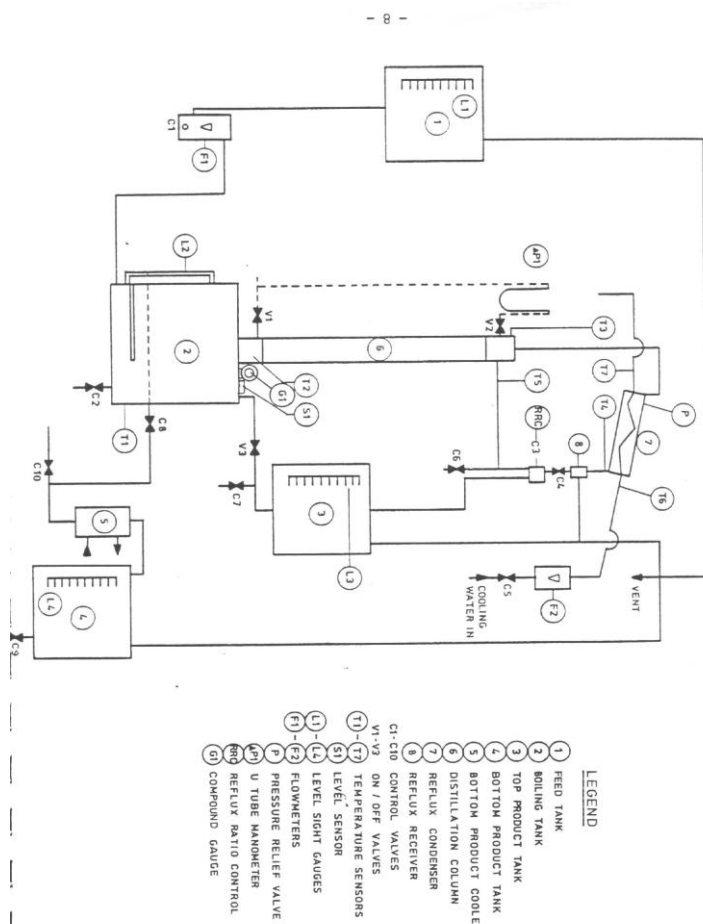 - 8 -
VENT
P
7
T7
T4
T6
T3
8
F2
ΔP1
V2
T5
RRC
C3
C4
C5
COOLING
WATER IN
L1
1
6
C6
3
L3
V1
T2
G1
S1
V3
C7
F1
C1
L2
2
C2
T1
C8
C10
5
L4
4
C9
LEGEND
1 FEED TANK
2 BOILING TANK
3 TOP PRODUCT TANK
4 BOTTOM PRODUCT TANK
5 BOTTOM PRODUCT COOLE
6 DISTILLATION COLUMN
7 REFLUX CONDENSER
8 REFLUX RECEIVER
C1-C10 CONTROL VALVES
V1-V3 ON / OFF VALVES
T1-T7 TEMPERATURE SENSORS
S1 LEVEL SENSOR
L1-L4 LEVEL SIGHT GAUGES
F1-F2 FLOWMETERS
P PRESSURE RELIEF VALVE
ΔP1 U TUBE MANOMETER
RRC REFLUX RATIO CONTROL
G1 COMPOUND GAUGE